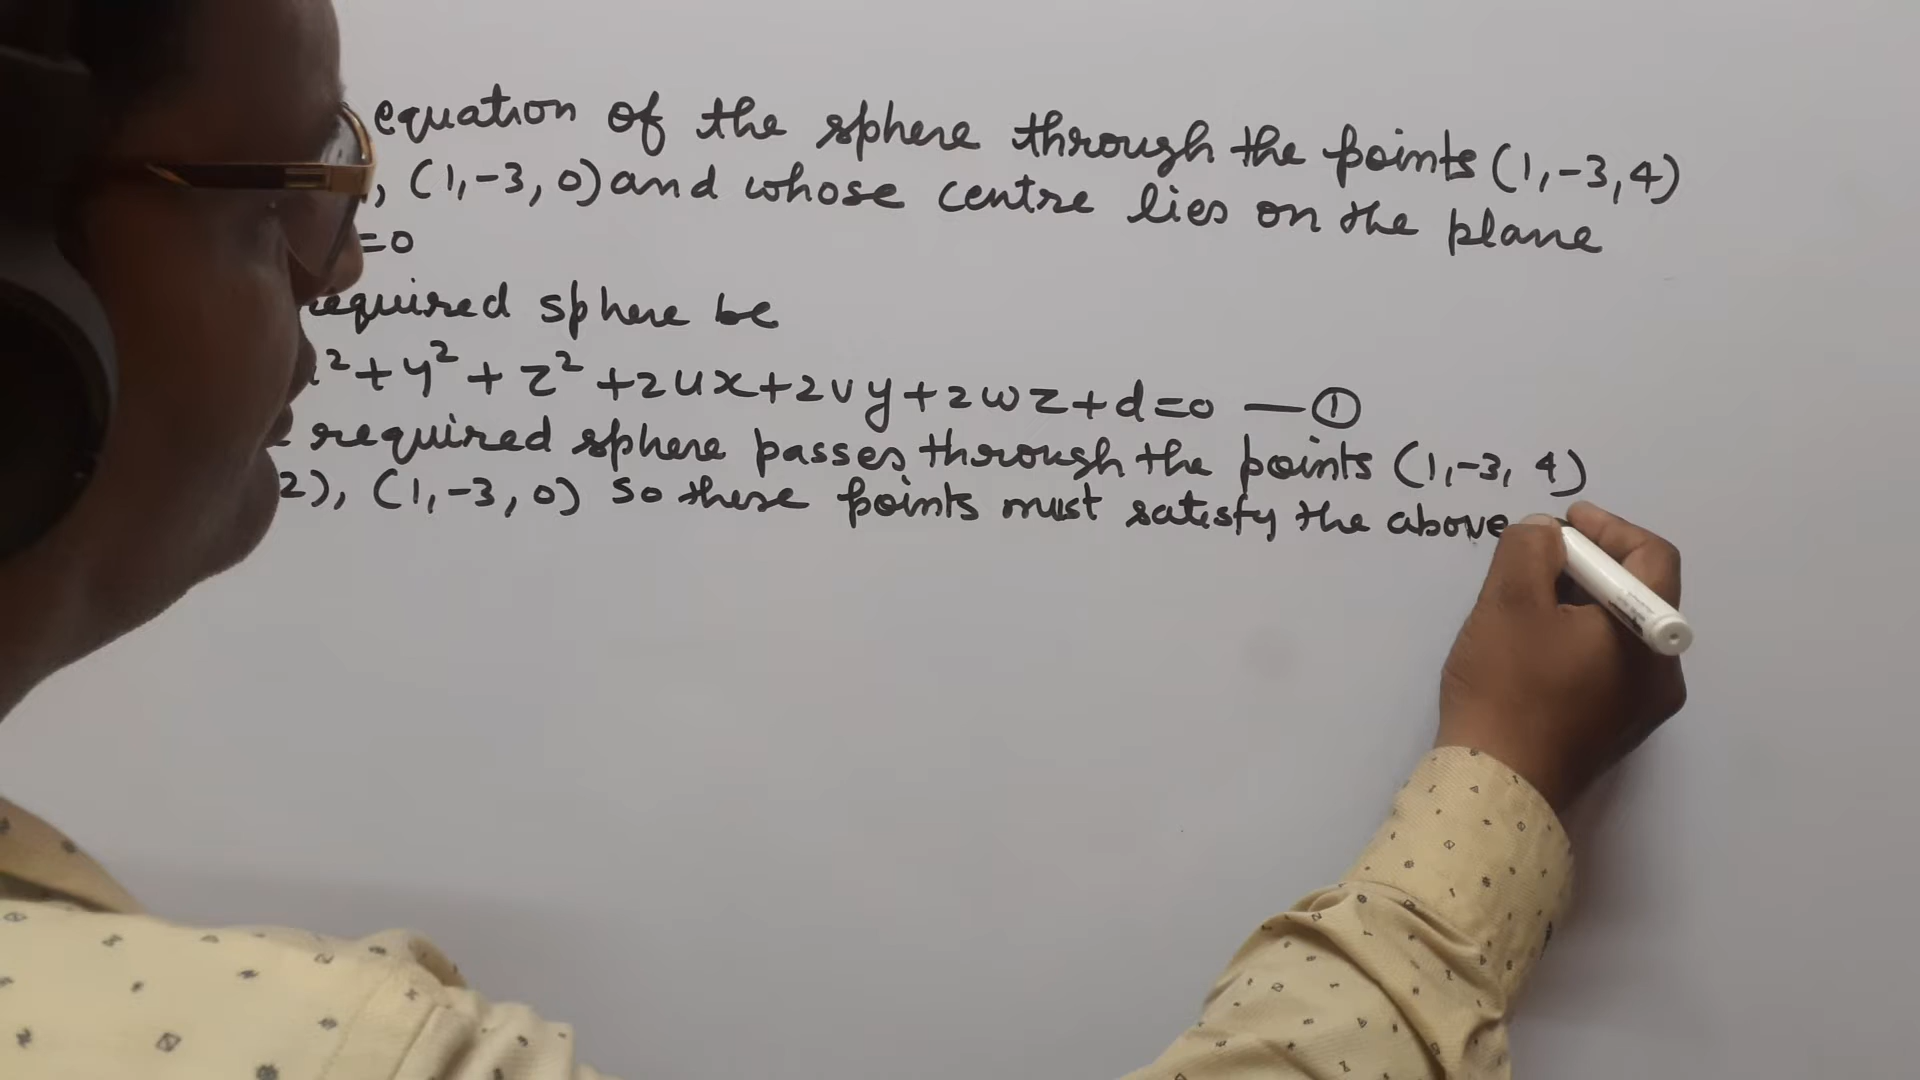 equation of the sphere through the points (1,-3,4)
, (1,-3,0) and whose centre lies on the plane
=0
required sphere be
² + y² + z² + 2ux + 2vy + 2wz + d = 0 — ①
required sphere passes through the points (1,-3, 4)
2), (1,-3, 0) so these points must satisfy the above